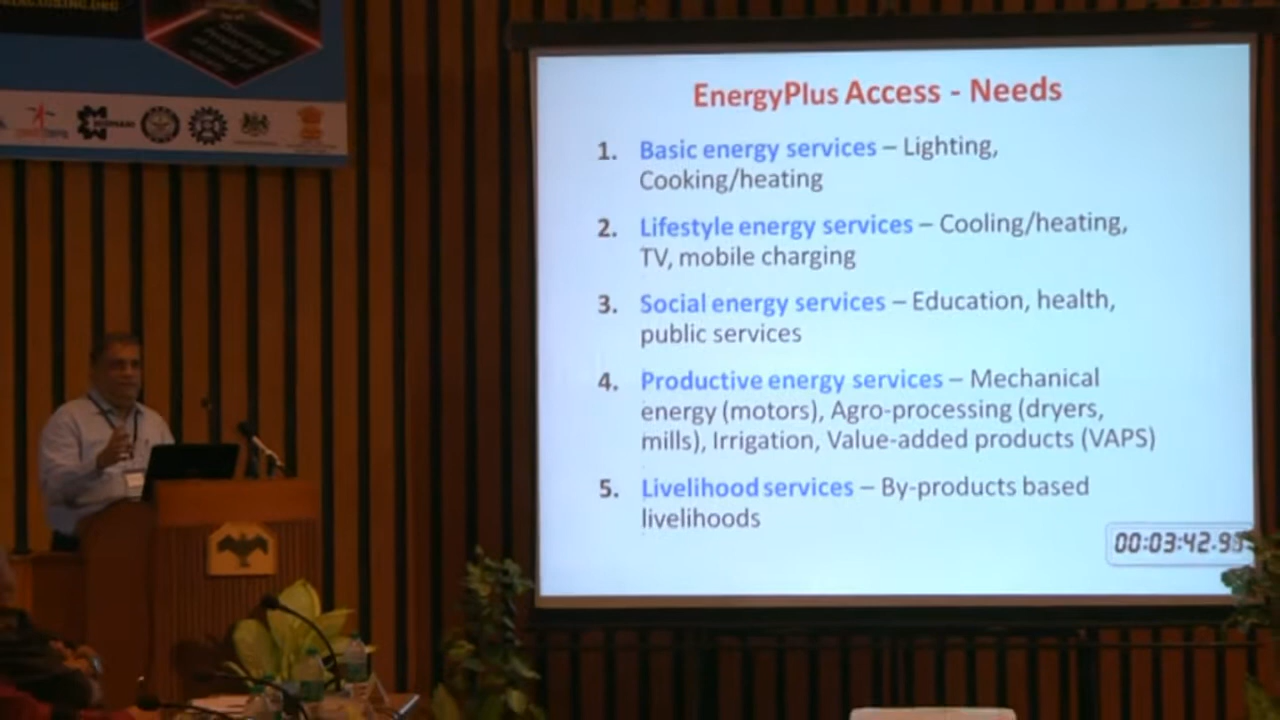 EnergyPlus Access - Needs
1. Basic energy services – Lighting,
Cooking/heating
2. Lifestyle energy services – Cooling/heating,
TV, mobile charging
3. Social energy services – Education, health,
public services
4. Productive energy services – Mechanical
energy (motors), Agro-processing (dryers,
mills), Irrigation, Value-added products (VAPS)
5. Livelihood services – By-products based
livelihoods
00:03:42.9